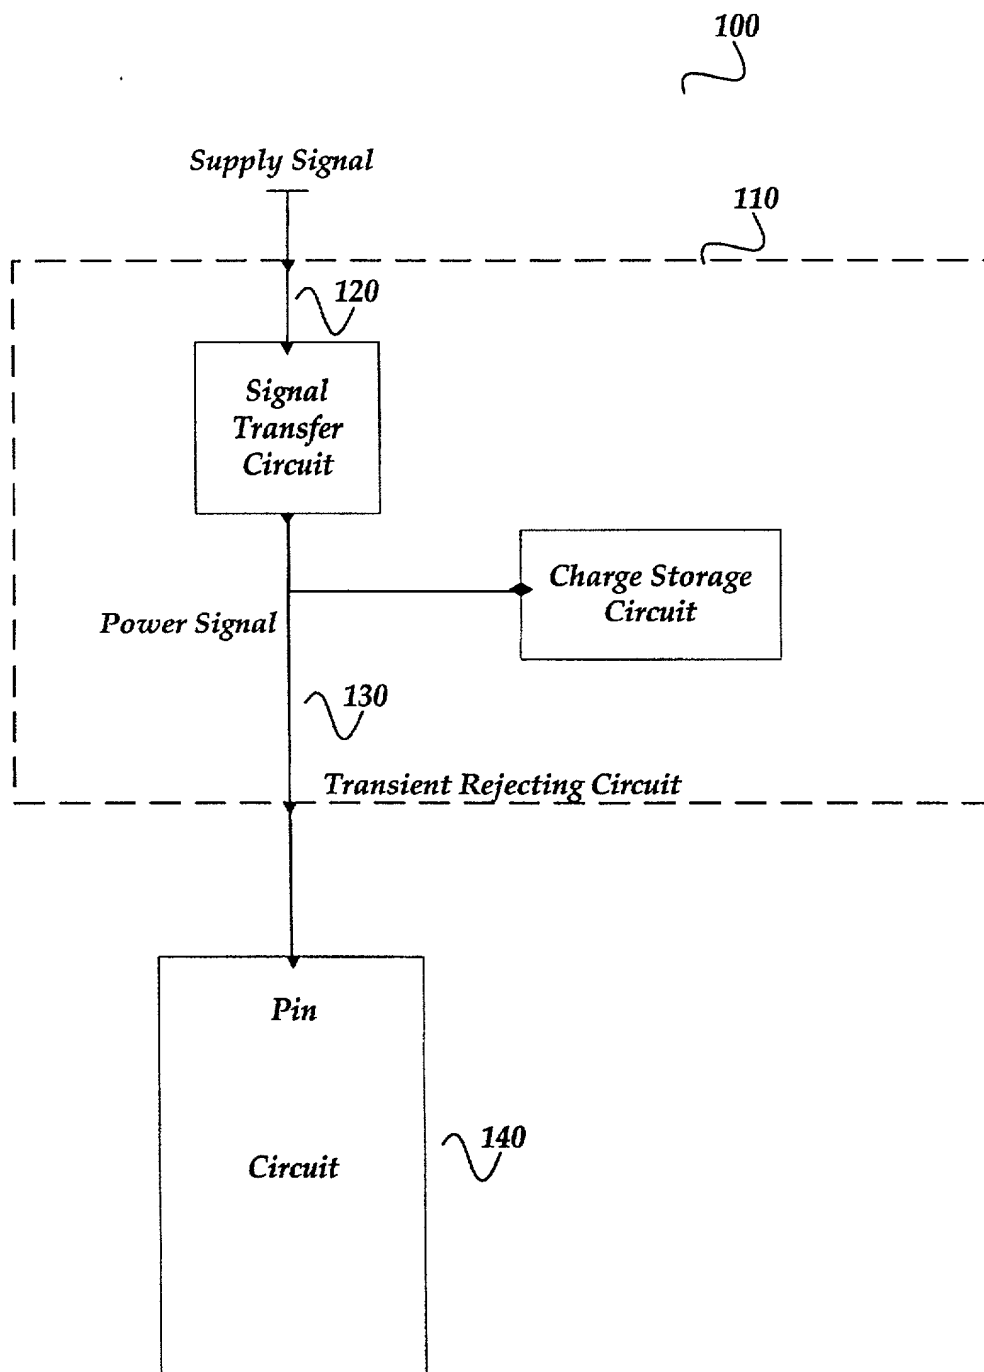 100
Supply Signal
110
120
Signal
Transfer
Circuit
Charge Storage
Circuit
Power Signal
130
Transient Rejecting Circuit
Pin
Circuit
140